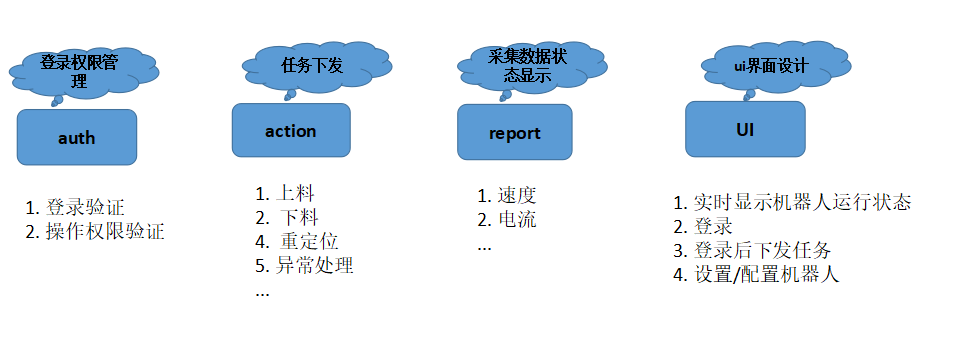 登录权限管
理
任务下发
采集数据状
态显示
ui界面设计
auth
action
report
UI
1. 登录验证
2. 操作权限验证
1. 上料
2. 下料
4. 重定位
5. 异常处理
...
1. 速度
2. 电流
...
1. 实时显示机器人运行状态
2. 登录
3. 登录后下发任务
4. 设置/配置机器人